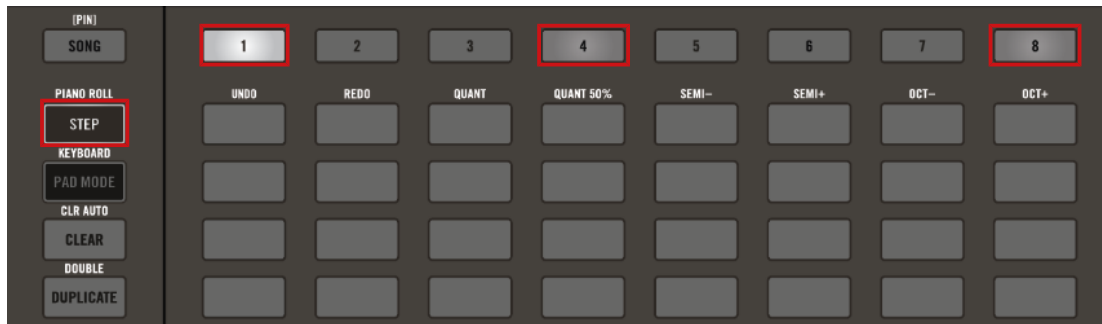 [PIN]
SONG
1 2 3 4 5 6 7 8
PIANO ROLL
UNDO REDO QUANT QUANT 50% SEMI– SEMI+ OCT– OCT+
STEP
KEYBOARD
PAD MODE
CLR AUTO
CLEAR
DOUBLE
DUPLICATE